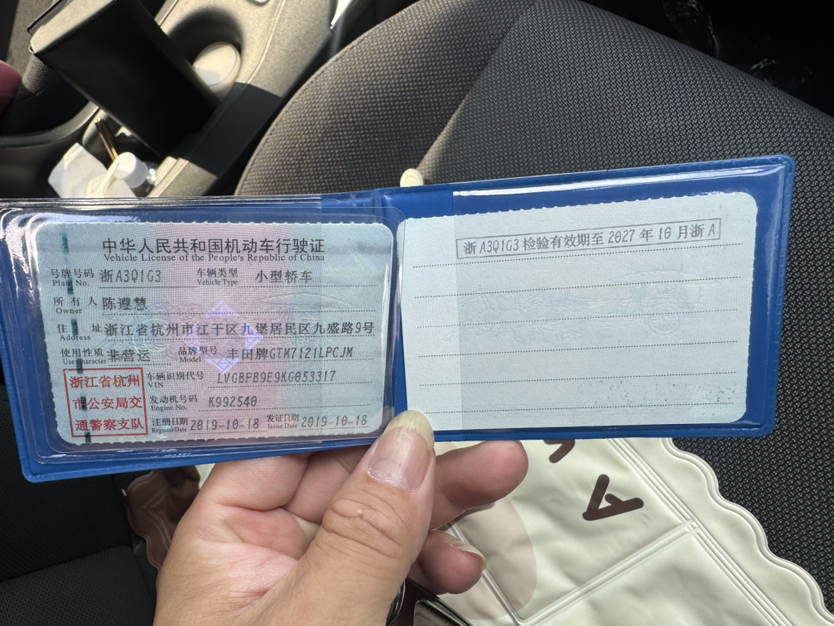 中华人民共和国机动车行驶证
Vehicle License of the People's Republic of China
号牌号码 浙A3Q1G3 车辆类型 小型轿车
Plate No. Vehicle Type
所有人 陈遵慧
Owner
住址 浙江省杭州市江干区九堡居民区九盛路9号
Address
使用性质 非营运 品牌型号 丰田牌GTM7121LPCJM
Use Character Model
浙江省杭州
市公安局交
通警察支队
车辆识别代号 LVGBPB9E9KG053317
VIN
发动机号码 K992540
Engine No.
注册日期 2019-10-18 发证日期 2019-10-18
Register Date Issue Date
浙A3Q1G3 检验有效期至 2027 年 10 月浙A
A